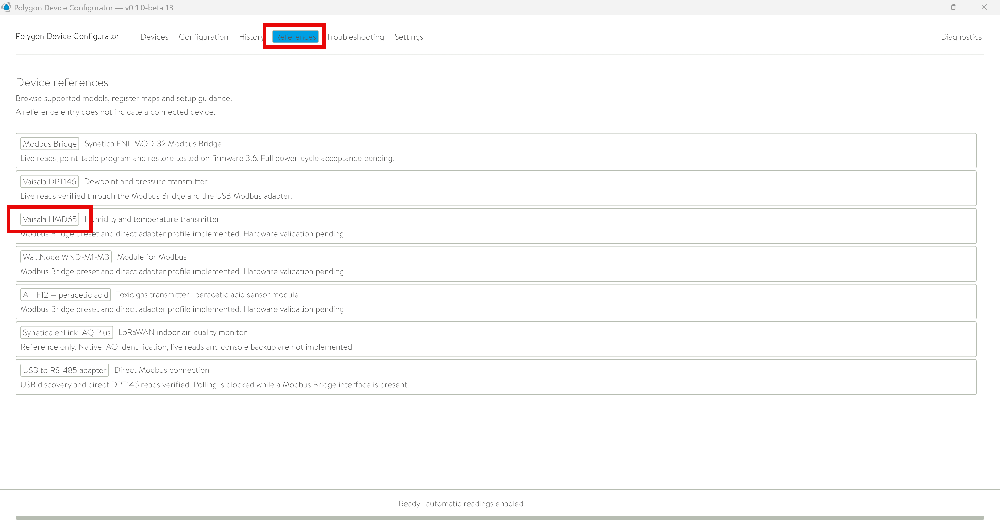 Polygon Device Configurator — v0.1.0-beta.13
Polygon Device Configurator Devices Configuration History References Troubleshooting Settings Diagnostics
Device references
Browse supported models, register maps and setup guidance.
A reference entry does not indicate a connected device.
Modbus Bridge Synetica ENL-MOD-32 Modbus Bridge
Live reads, point-table program and restore tested on firmware 3.6. Full power-cycle acceptance pending.
Vaisala DPT146 Dewpoint and pressure transmitter
Live reads verified through the Modbus Bridge and the USB Modbus adapter.
Vaisala HMD65 Humidity and temperature transmitter
Modbus Bridge preset and direct adapter profile implemented. Hardware validation pending.
WattNode WND-M1-MB Module for Modbus
Modbus Bridge preset and direct adapter profile implemented. Hardware validation pending.
ATI F12 — peracetic acid Toxic gas transmitter · peracetic acid sensor module
Modbus Bridge preset and direct adapter profile implemented. Hardware validation pending.
Synetica enLink IAQ Plus LoRaWAN indoor air-quality monitor
Reference only. Native IAQ identification, live reads and console backup are not implemented.
USB to RS-485 adapter Direct Modbus connection
USB discovery and direct DPT146 reads verified. Polling is blocked while a Modbus Bridge interface is present.
Ready · automatic readings enabled